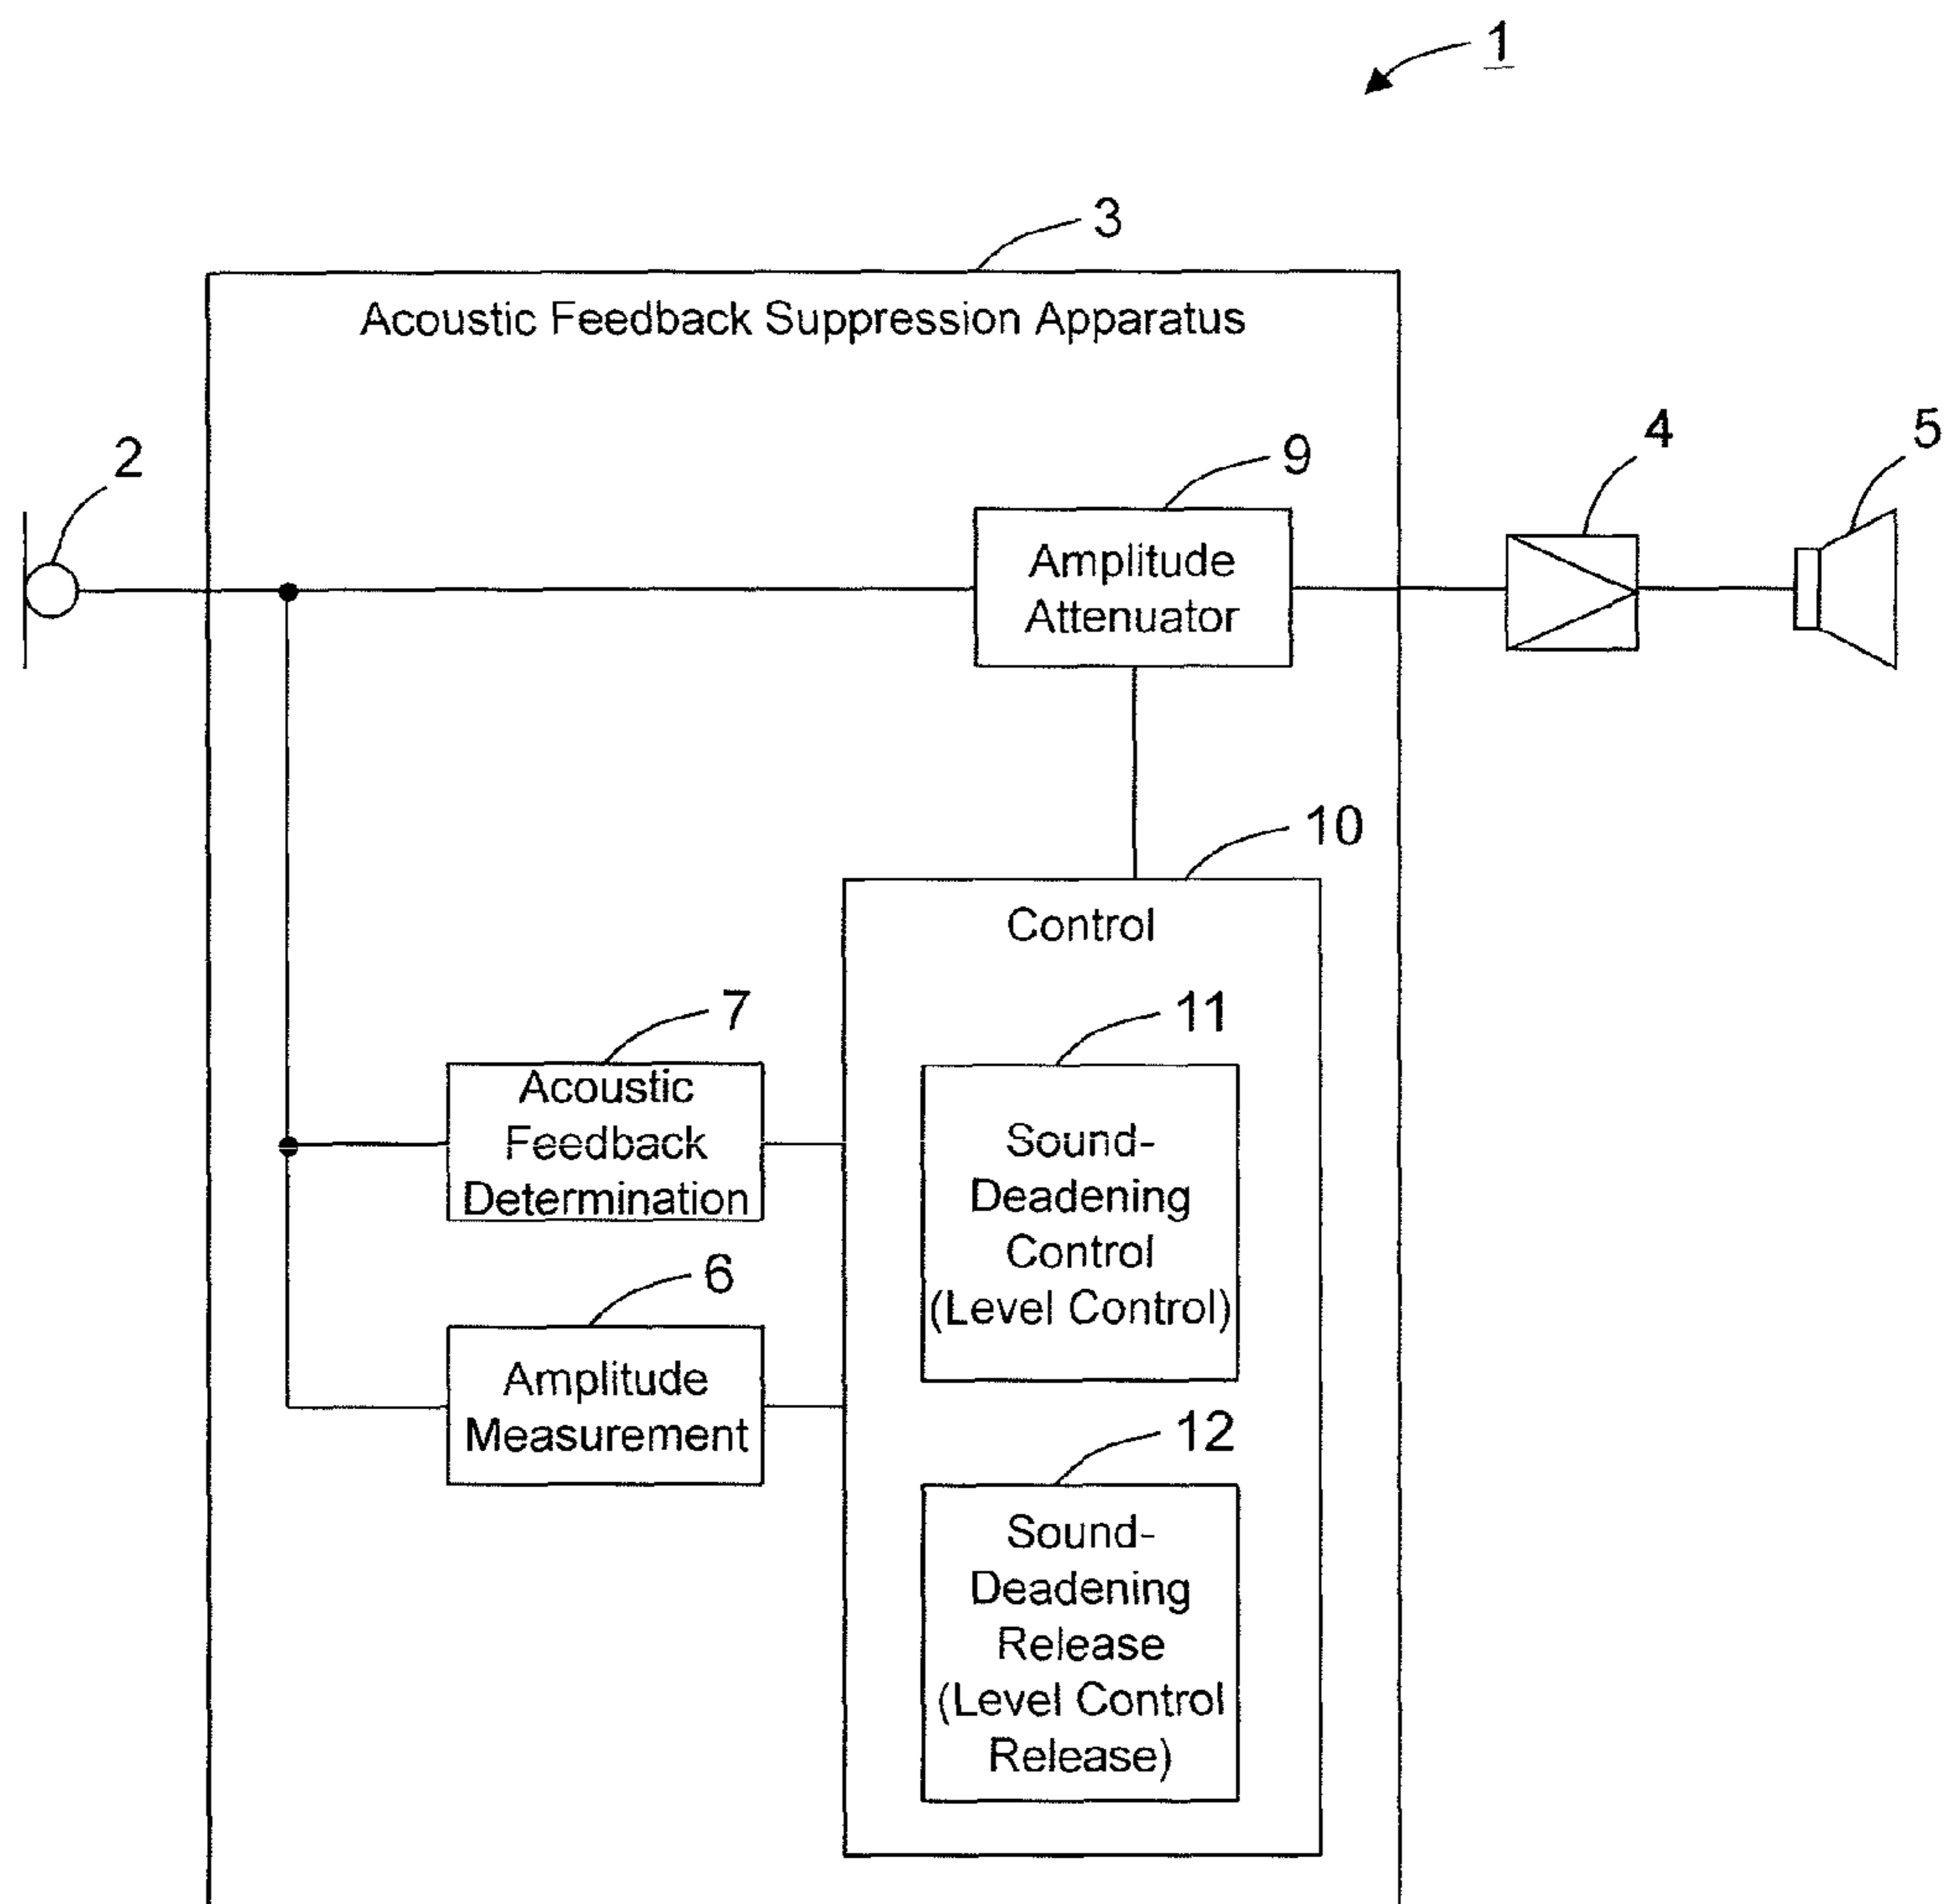 1
3
Acoustic Feedback Suppression Apparatus
2
9
4
5
Amplitude
Attenuator
10
Control
7
Acoustic
Feedback
Determination
11
Sound-
Deadening
Control
(Level Control)
6
Amplitude
Measurement
12
Sound-
Deadening
Release
(Level Control
Release)